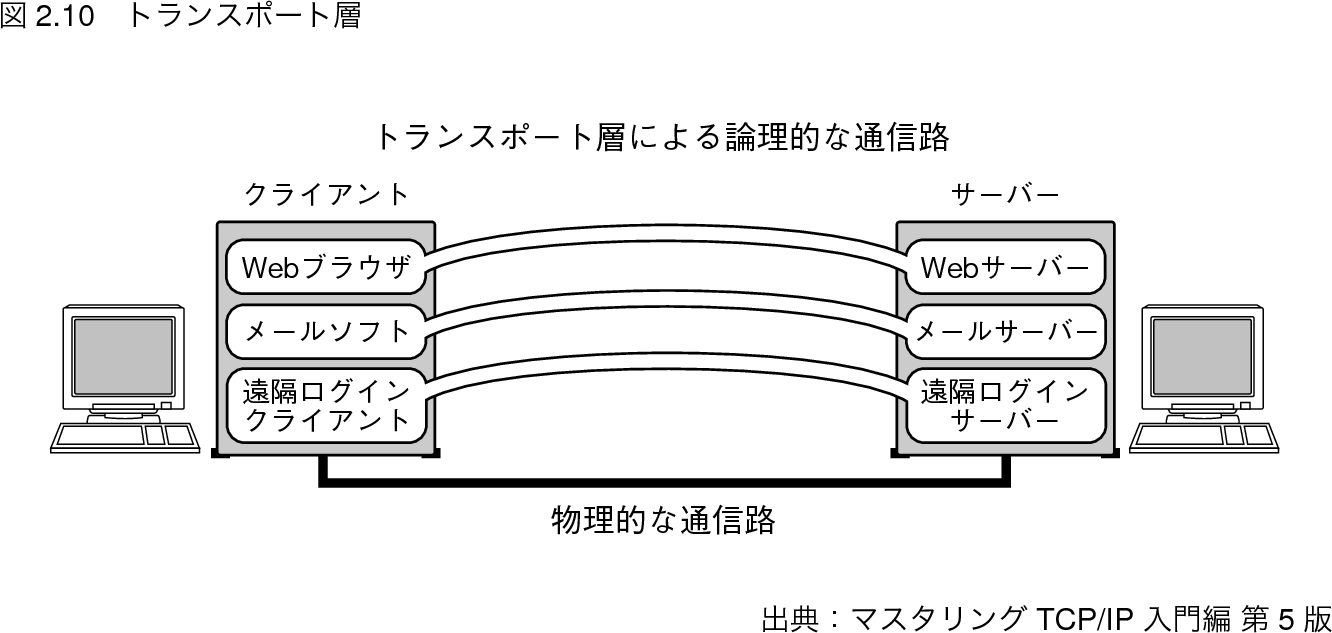 図 2.10　トランスポート層
トランスポート層による論理的な通信路
クライアント
サーバー
Webブラウザ
Webサーバー
メールソフト
メールサーバー
遠隔ログイン
クライアント
遠隔ログイン
サーバー
物理的な通信路
出典：マスタリング TCP/IP 入門編 第 5 版